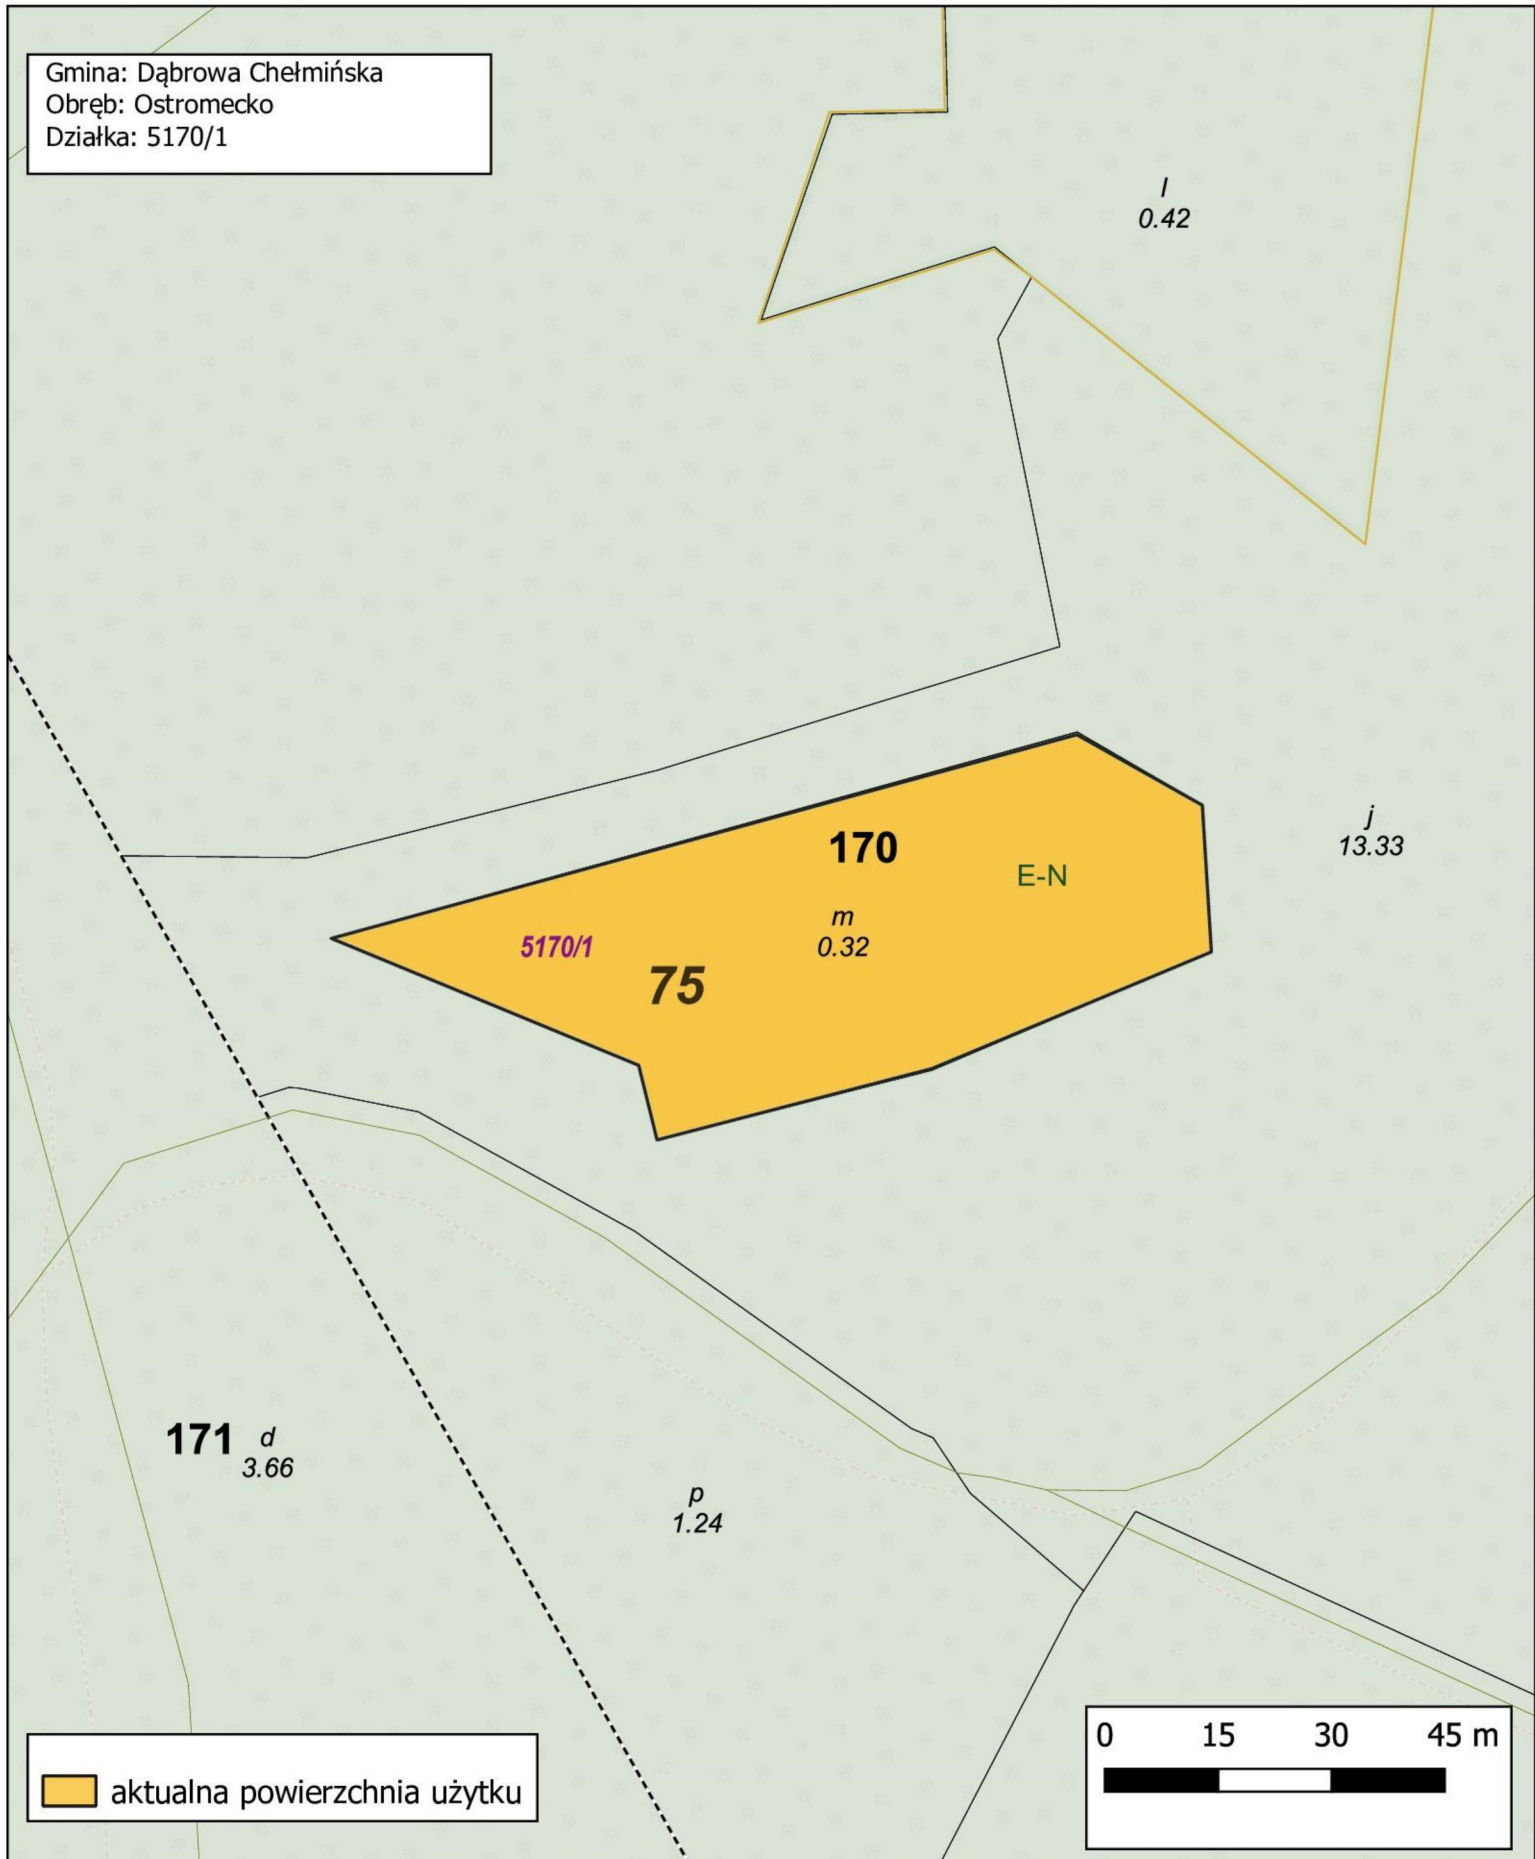 Gmina: Dąbrowa Chełmińska
Obręb: Ostromecko
Działka: 5170/1
l
0.42
j
13.33
170
E-N
m
0.32
5170/1
75
171 d
3.66
p
1.24
aktualna powierzchnia użytku
0 15 30 45 m